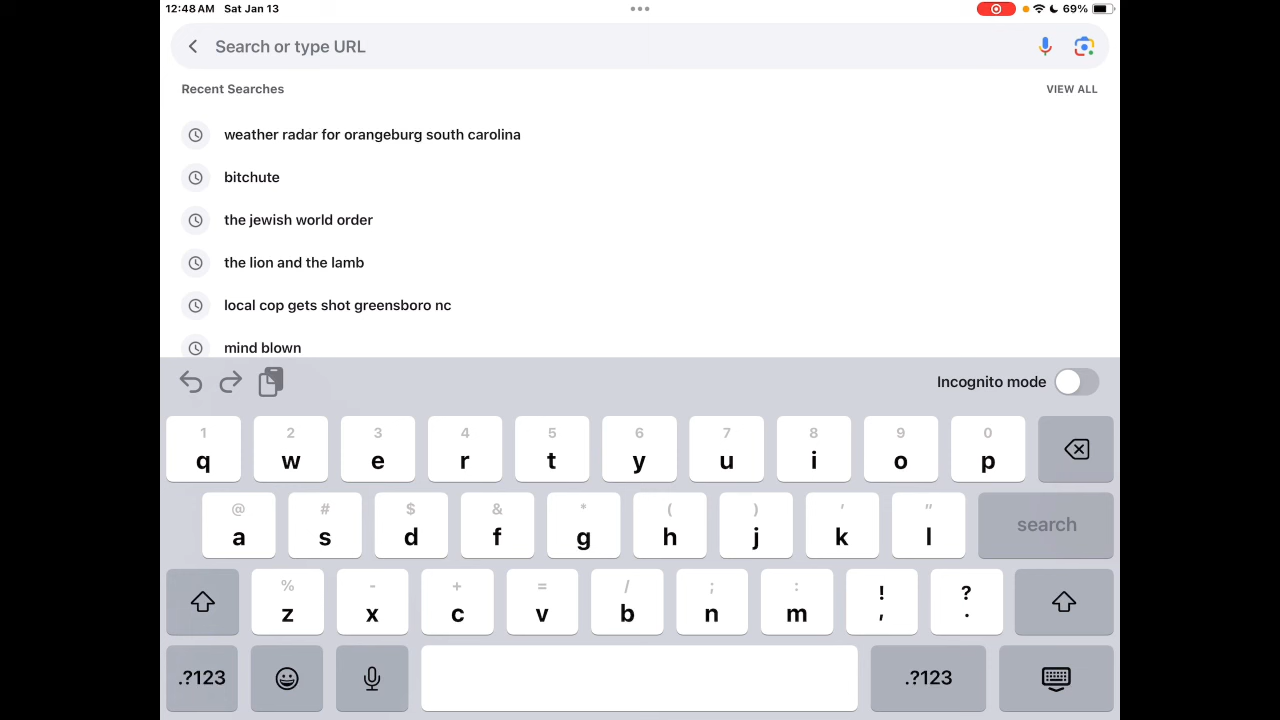 12:48 AM Sat Jan 13
69%
Search or type URL
Recent Searches
VIEW ALL
weather radar for orangeburg south carolina
bitchute
the jewish world order
the lion and the lamb
local cop gets shot greensboro nc
mind blown
Incognito mode
1 2 3 4 5 6 7 8 9 0
q w e r t y u i o p
@ # $ & * ( ) ' "
a s d f g h j k l search
% - + = / ; : ! ?
z x c v b n m , .
.?123 .?123